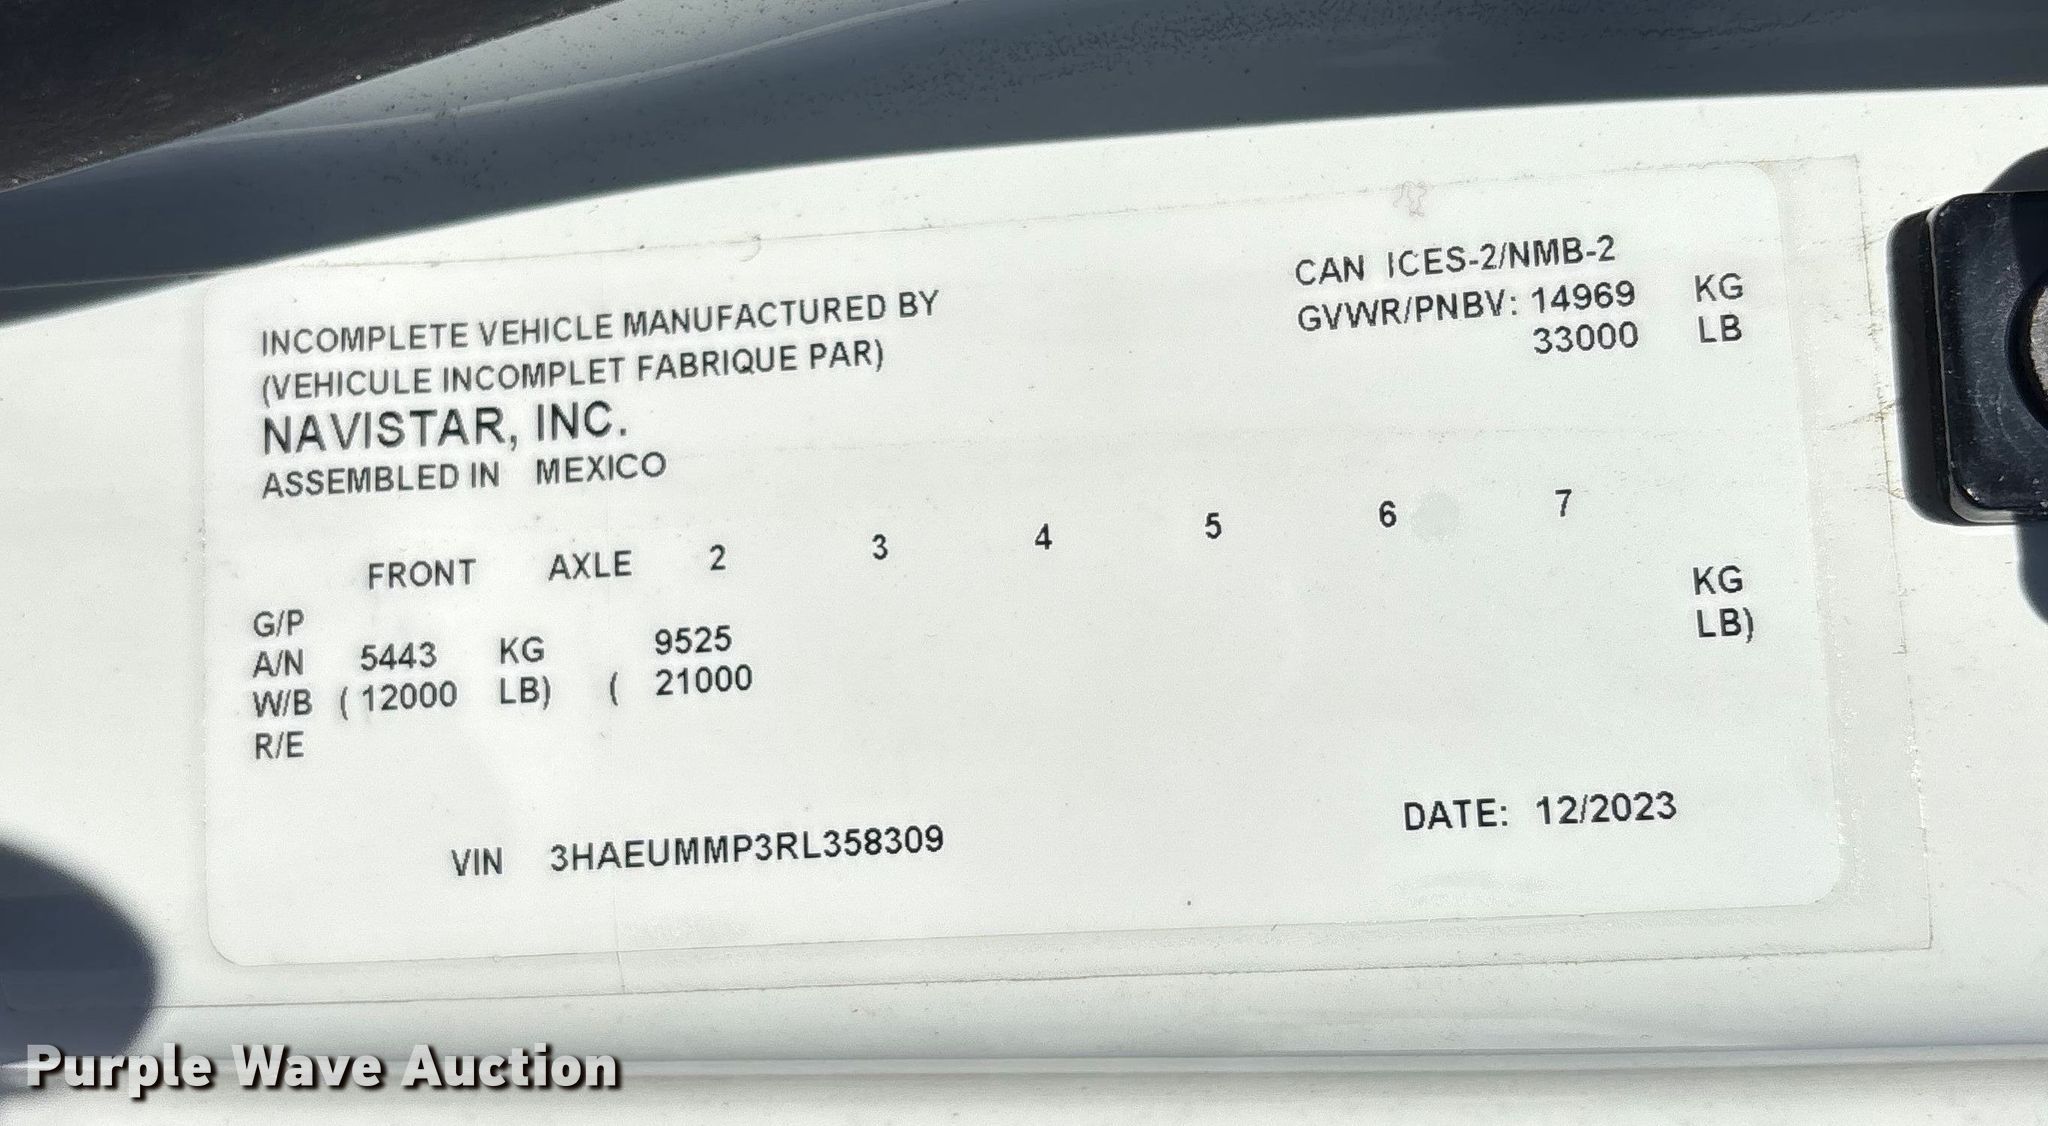 INCOMPLETE VEHICLE MANUFACTURED BY
(VEHICULE INCOMPLET FABRIQUE PAR)
NAVISTAR, INC.
ASSEMBLED IN MEXICO
CAN ICES-2/NMB-2
GVWR/PNBV: 14969 KG
33000 LB
FRONT AXLE 2 3 4 5 6 7
G/P
A/N 5443 KG 9525 KG
W/B ( 12000 LB) ( 21000 LB)
R/E
VIN 3HAEUMMP3RL358309
DATE: 12/2023
Purple Wave Auction